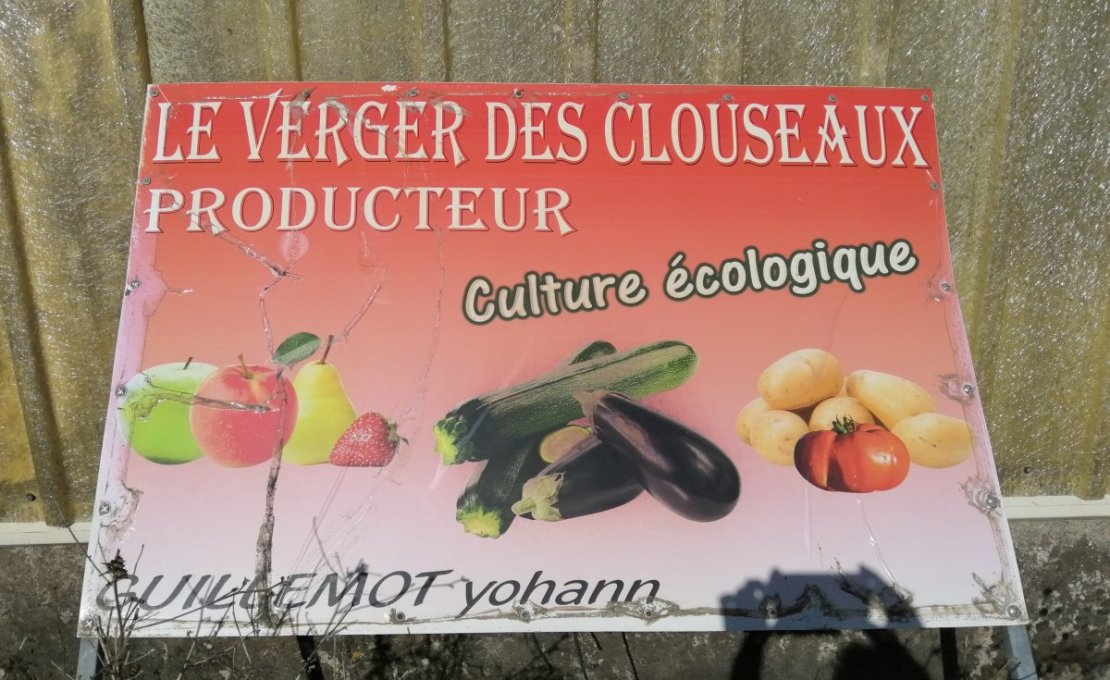 LE VERGER DES CLOUSEAUX
PRODUCTEUR
Culture écologique
GUILLEMOT yohann